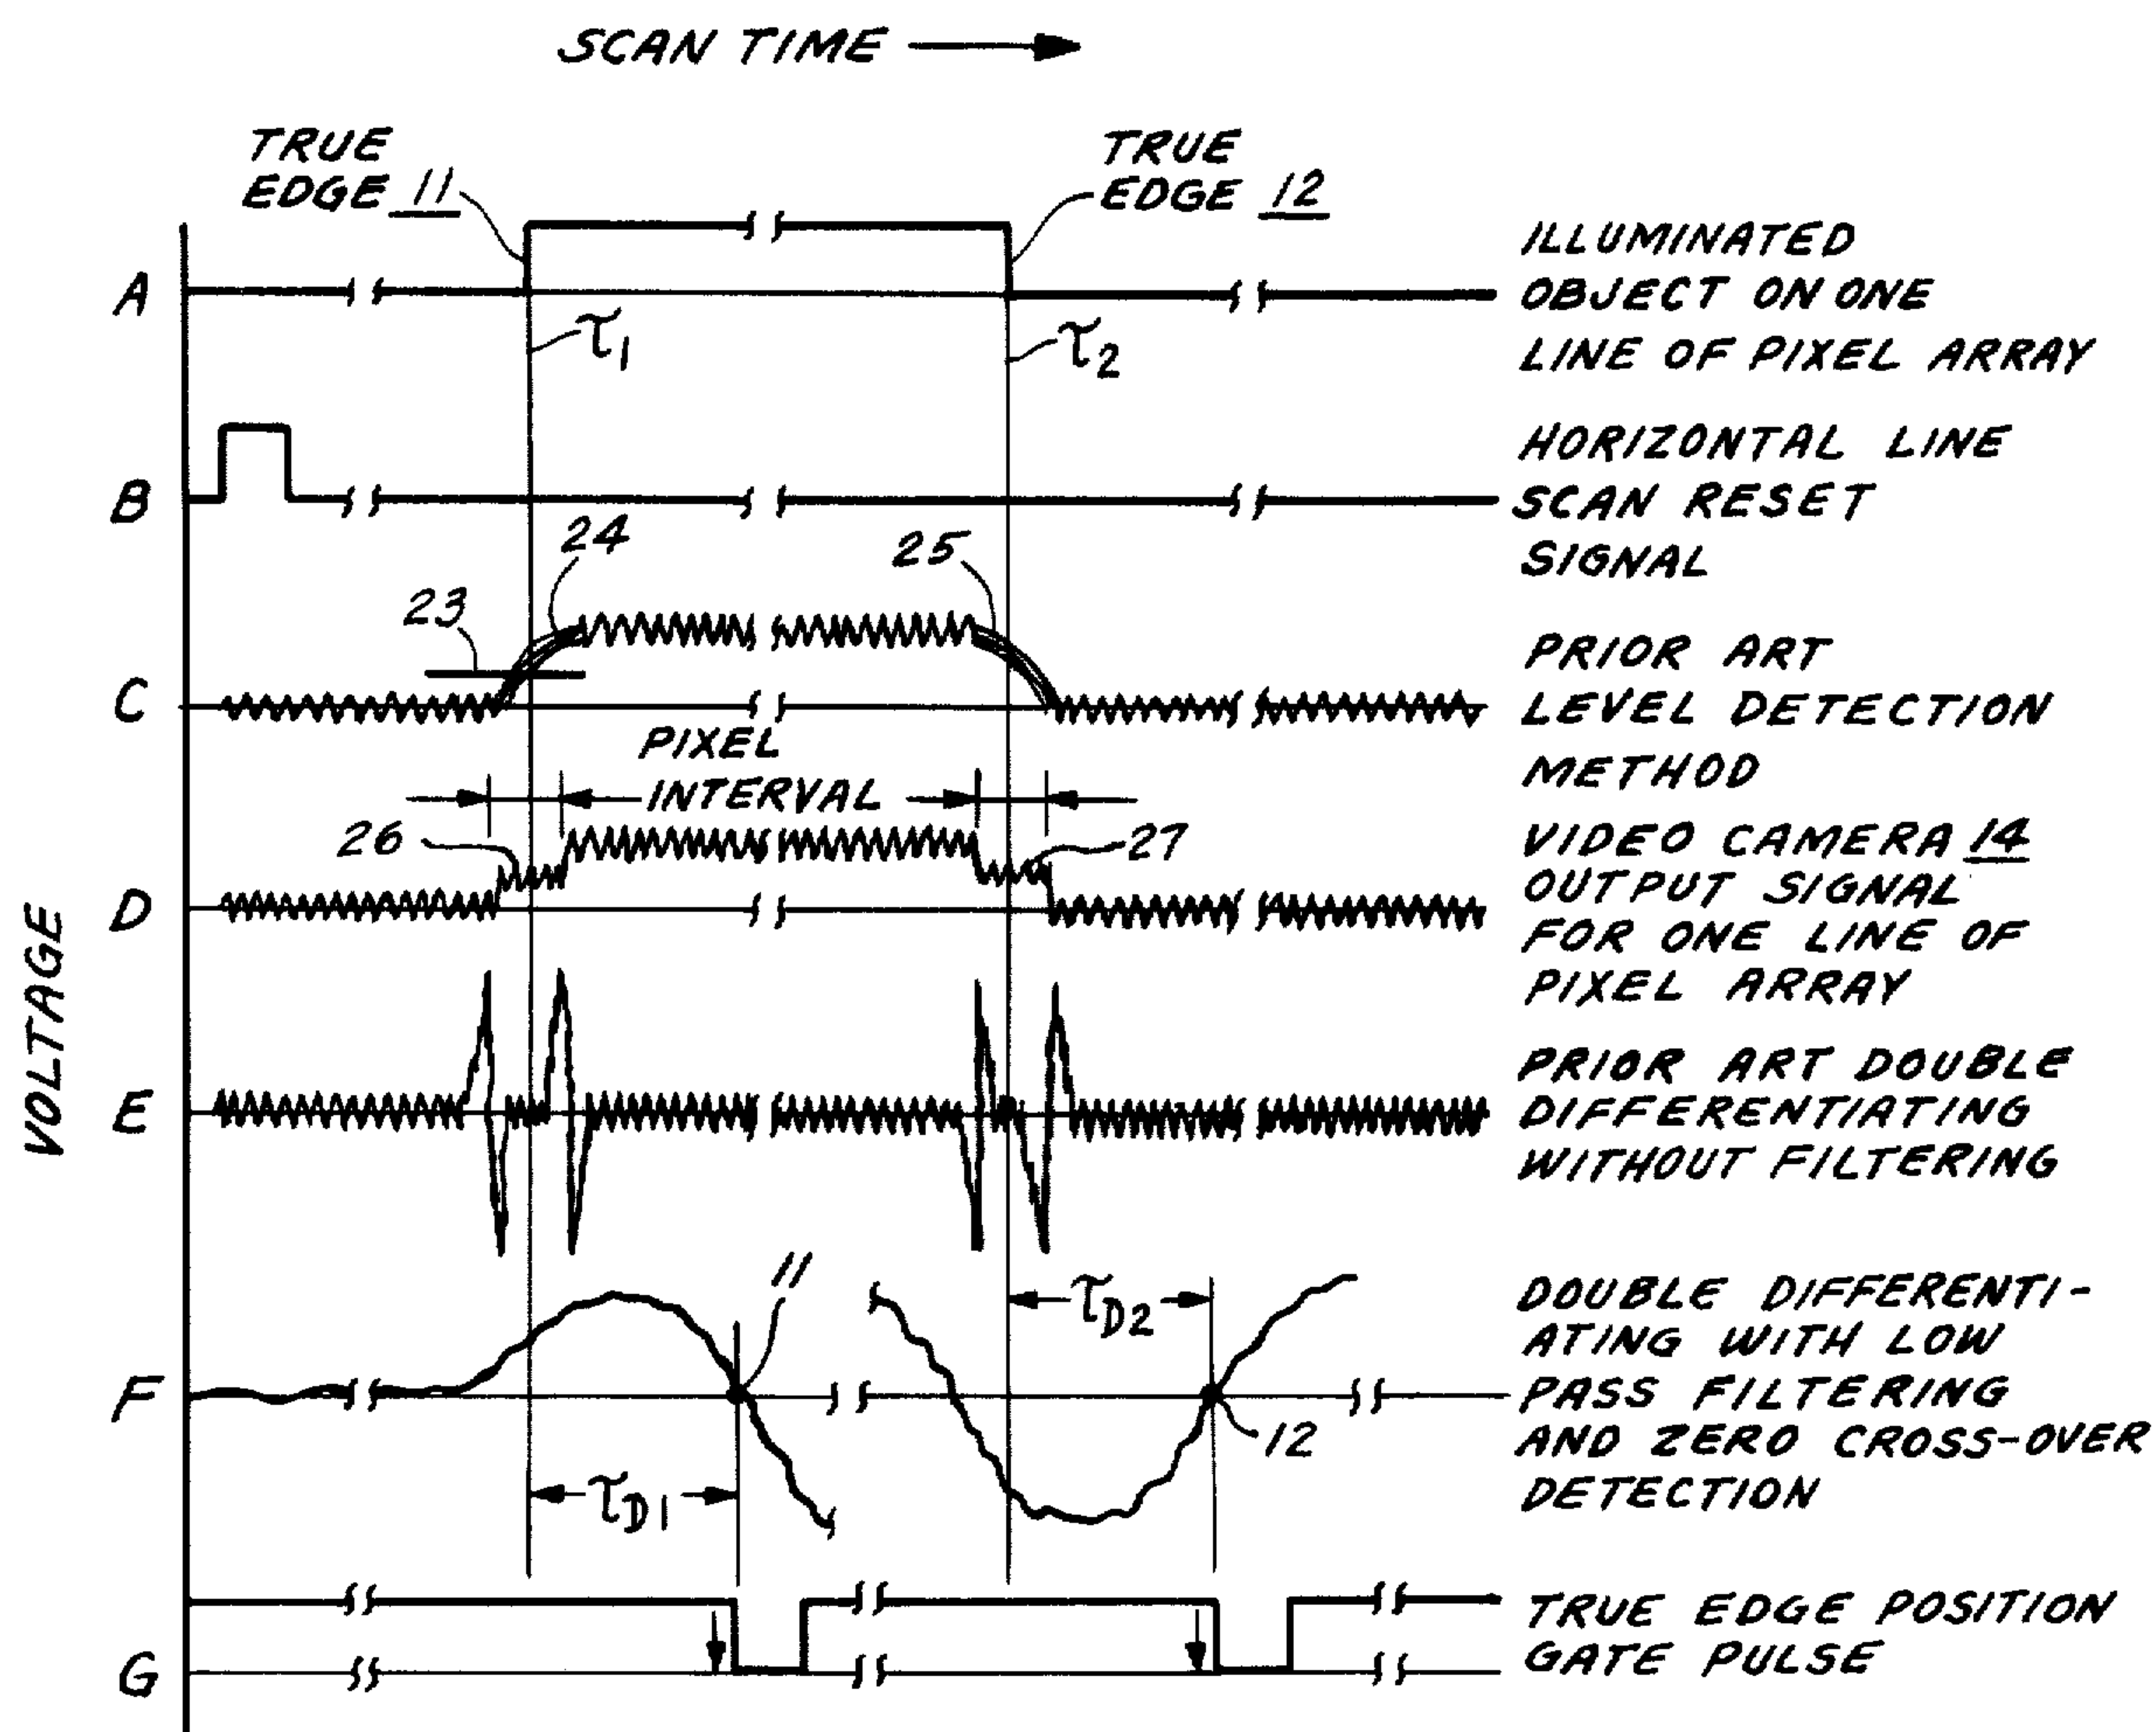 SCAN TIME
TRUE
EDGE 11
TRUE
EDGE 12
A
τ1
τ2
ILLUMINATED
OBJECT ON ONE
LINE OF PIXEL ARRAY
B
HORIZONTAL LINE
SCAN RESET
SIGNAL
23
24
25
C
PRIOR ART
LEVEL DETECTION
METHOD
PIXEL
INTERVAL
26
27
D
VIDEO CAMERA 14
OUTPUT SIGNAL
FOR ONE LINE OF
PIXEL ARRAY
VOLTAGE
E
PRIOR ART DOUBLE
DIFFERENTIATING
WITHOUT FILTERING
11
τD2
F
12
τD1
DOUBLE DIFFERENTI-
ATING WITH LOW
PASS FILTERING
AND ZERO CROSS-OVER
DETECTION
G
TRUE EDGE POSITION
GATE PULSE